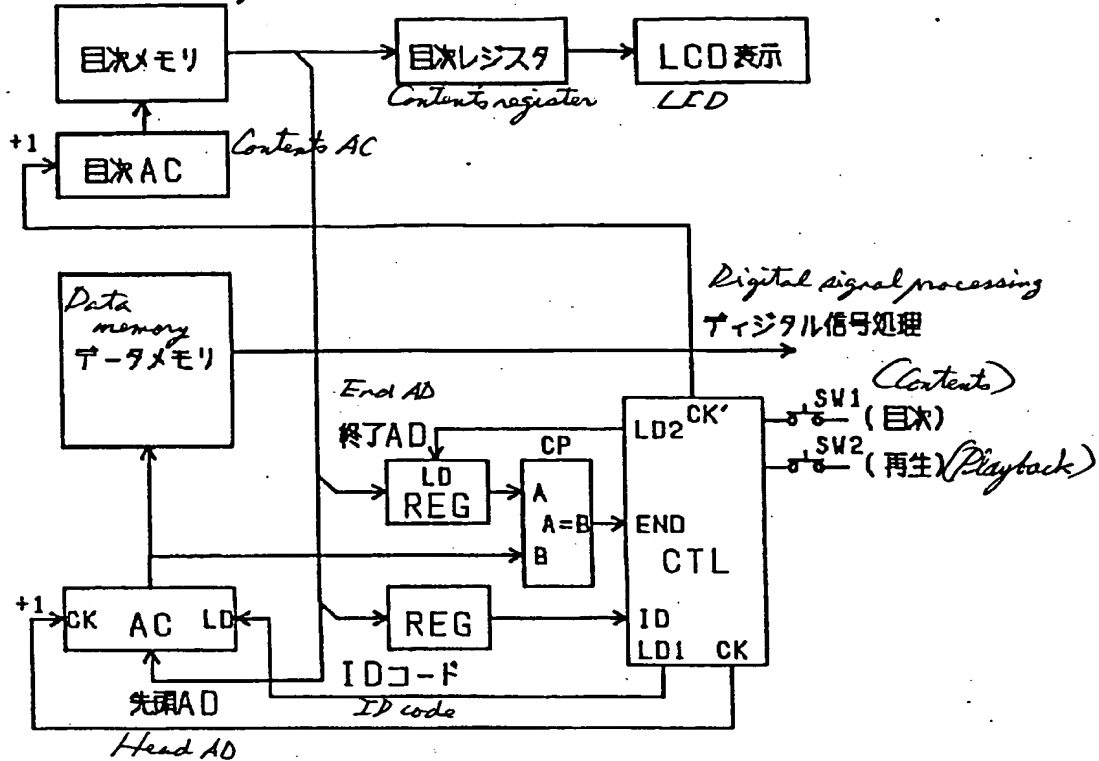 目次メモリ
目次レジスタ
LCD表示
Contents register
LED
+1
目次AC
Contents AC
Data
memory
データメモリ
Digital signal processing
ディジタル信号処理
End AD
終了AD
LD
REG
CP
A
A=B
B
LD2
CK'
END
CTL
ID
LD1
CK
(Contents)
SW1
(目次)
SW2
(再生)
(Playback)
+1
CK
AC
LD
REG
IDコード
ID code
先頭AD
Head AD